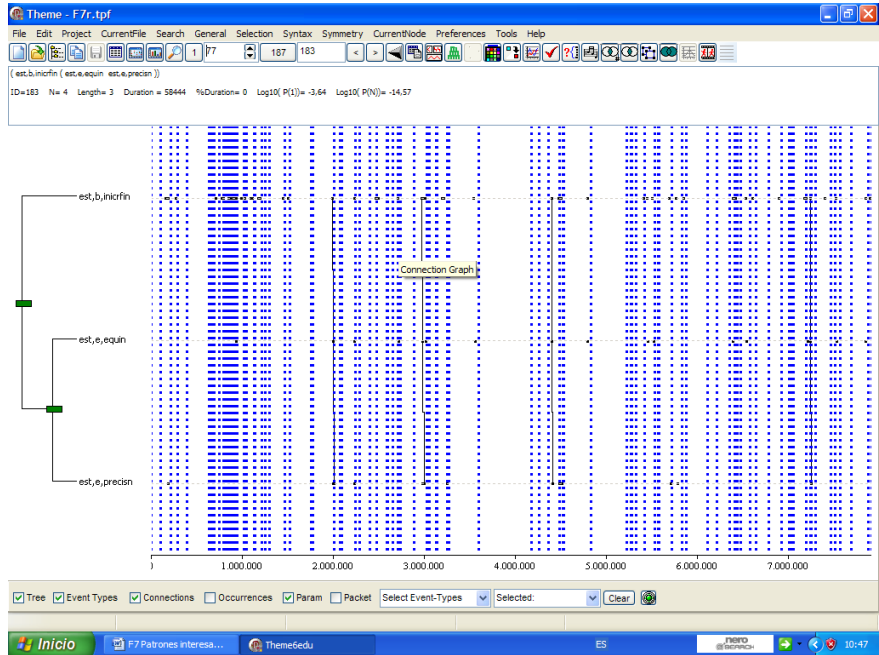 Theme - F7r.tpf
File Edit Project CurrentFile Search General Selection Syntax Symmetry CurrentNode Preferences Tools Help
1 77 187 183 < >
( est,b,inicrfin ( est,e,equin est,e,precisn ))
ID=183 N= 4 Length= 3 Duration = 58444 %Duration= 0 Log10( P(1))= -3,64 Log10( P(N))= -14,57
est,b,inicrfin
Connection Graph
est,e,equin
est,e,precisn
) 1.000.000 2.000.000 3.000.000 4.000.000 5.000.000 6.000.000 7.000.000
Tree Event Types Connections Occurrences Param Packet Select Event-Types Selected: Clear
Inicio F7 Patrones interesa... Theme6edu ES nero SEARCH 10:47